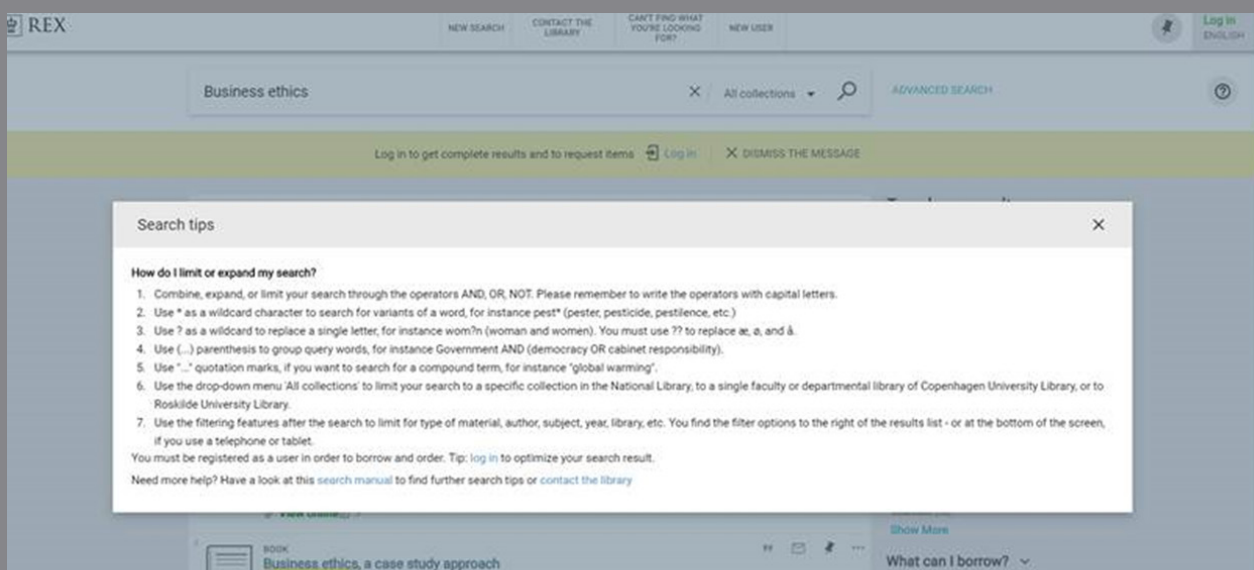 REX
NEW SEARCH
CONTACT THE
LIBRARY
CAN'T FIND WHAT
YOU'RE LOOKING
FOR?
NEW USER
Log in
ENGLISH
Business ethics
All collections
ADVANCED SEARCH
Log in to get complete results and to request items Log in
DISMISS THE MESSAGE
Search tips
How do I limit or expand my search?
1. Combine, expand, or limit your search through the operators AND, OR, NOT. Please remember to write the operators with capital letters.
2. Use * as a wildcard character to search for variants of a word, for instance pest* (pester, pesticide, pestilence, etc.)
3. Use ? as a wildcard to replace a single letter, for instance wom?n (woman and women). You must use ?? to replace æ, ø, and å.
4. Use (...) parenthesis to group query words, for instance Government AND (democracy OR cabinet responsibility).
5. Use "..." quotation marks, if you want to search for a compound term, for instance "global warming".
6. Use the drop-down menu 'All collections' to limit your search to a specific collection in the National Library, to a single faculty or departmental library of Copenhagen University Library, or to
Roskilde University Library.
7. Use the filtering features after the search to limit for type of material, author, subject, year, library, etc. You find the filter options to the right of the results list - or at the bottom of the screen,
if you use a telephone or tablet.
You must be registered as a user in order to borrow and order. Tip: log in to optimize your search result.
Need more help? Have a look at this search manual to find further search tips or contact the library
View Online
Show More
BOOK
Business ethics, a case study approach
What can I borrow?